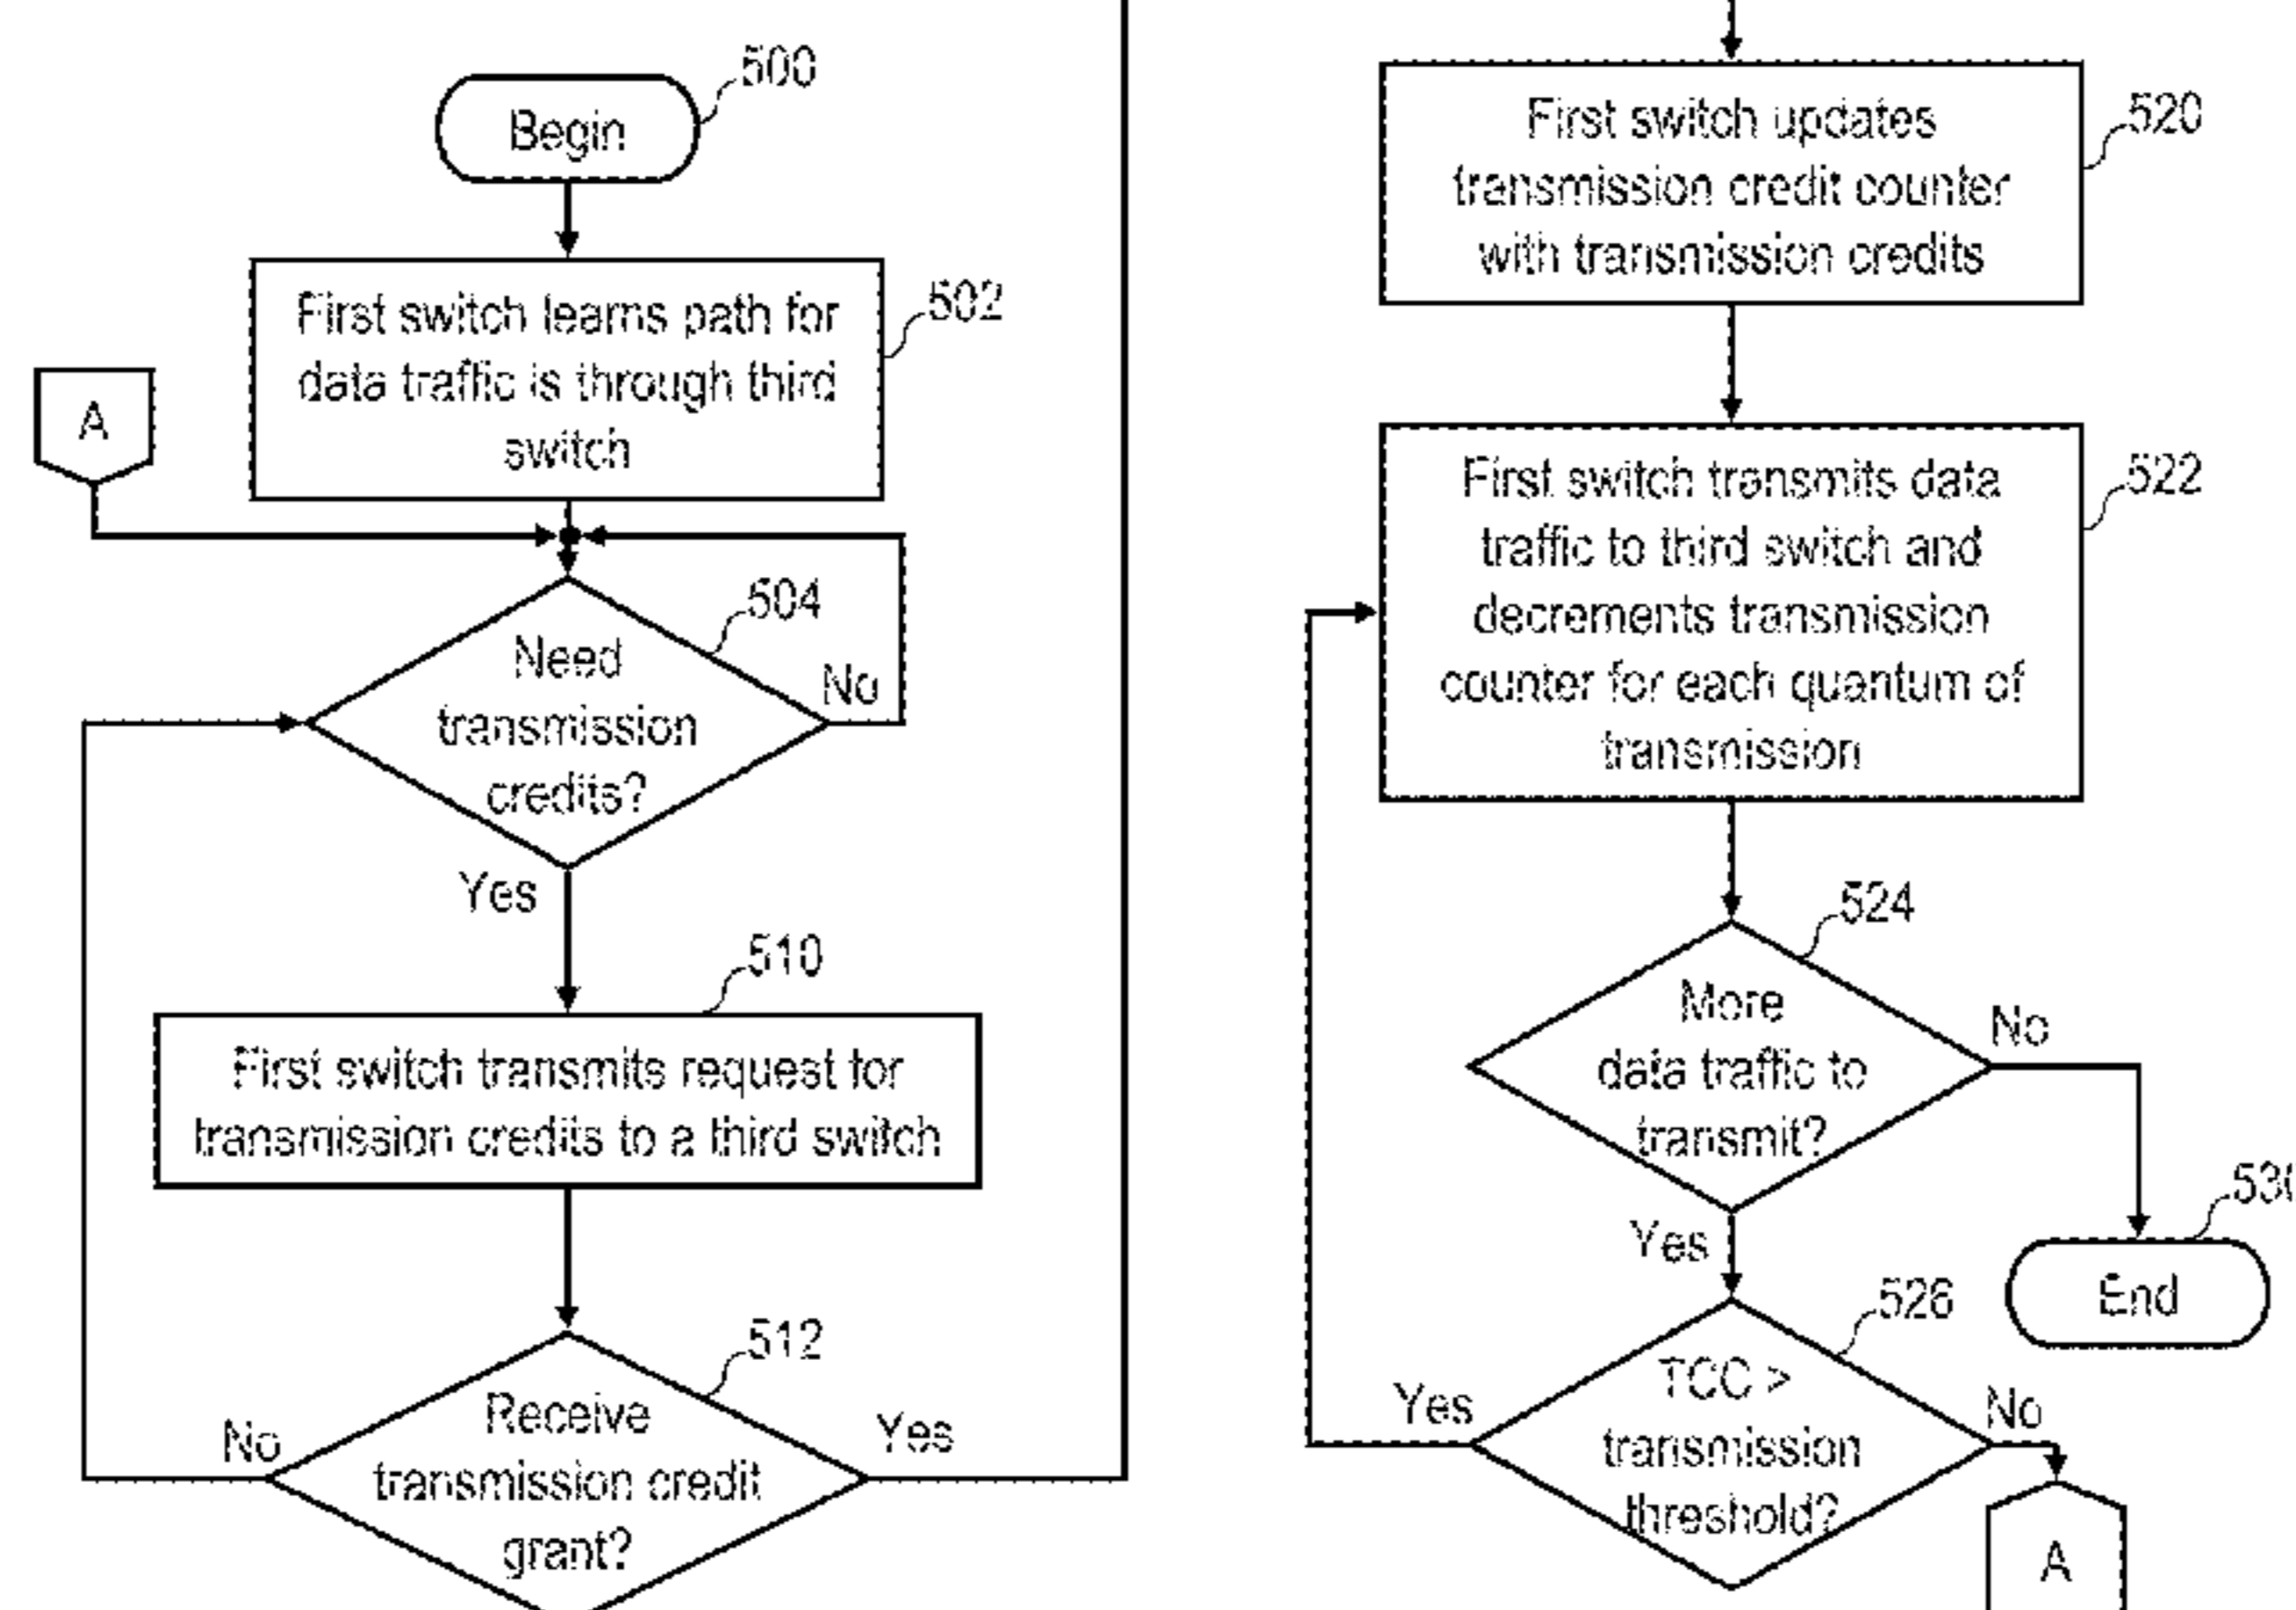 500
Begin
First switch learns path for
data traffic is through third
switch
502
A
504
Need
transmission
credits?
No
Yes
510
First switch transmits request for
transmission credits to a third switch
512
Receive
transmission credit
grant?
No
Yes
First switch updates
transmission credit counter
with transmission credits
520
First switch transmits data
traffic to third switch and
decrements transmission
counter for each quantum of
transmission
522
524
More
data traffic to
transmit?
No
Yes
530
End
526
TCC >
transmission
threshold?
Yes
No
A